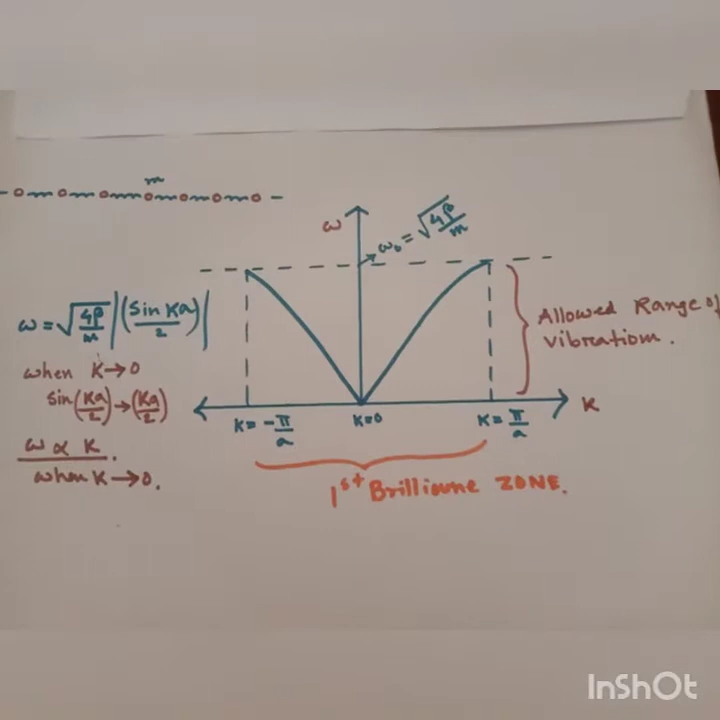 m
ω
ω₀ = √(4β/m)
ω = √(4β/m) |(Sin Ka)/2|
when K→0
Sin(Ka/2) → (Ka/2)
ω ∝ K.
when K→0.
Allowed Range of
vibrations.
K = -π/a
K=0
K = π/a
K
1st Brillioune ZONE.
InShOt